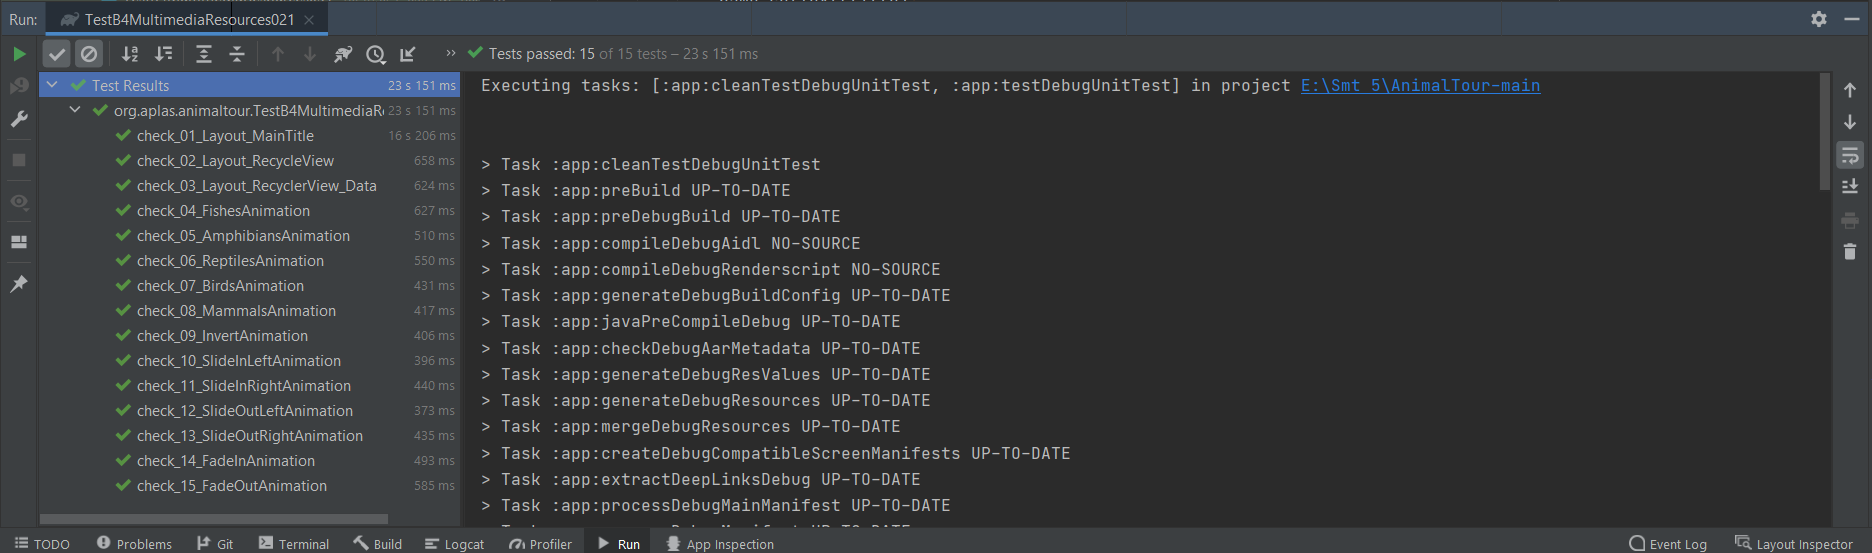 Run: TestB4MultimediaResources021
Tests passed: 15 of 15 tests – 23 s 151 ms
Test Results 23 s 151 ms
org.aplas.animaltour.TestB4MultimediaR 23 s 151 ms
check_01_Layout_MainTitle 16 s 206 ms
check_02_Layout_RecycleView 658 ms
check_03_Layout_RecyclerView_Data 624 ms
check_04_FishesAnimation 627 ms
check_05_AmphibiansAnimation 510 ms
check_06_ReptilesAnimation 550 ms
check_07_BirdsAnimation 431 ms
check_08_MammalsAnimation 417 ms
check_09_InvertAnimation 406 ms
check_10_SlideInLeftAnimation 396 ms
check_11_SlideInRightAnimation 440 ms
check_12_SlideOutLeftAnimation 373 ms
check_13_SlideOutRightAnimation 435 ms
check_14_FadeInAnimation 493 ms
check_15_FadeOutAnimation 585 ms
Executing tasks: [:app:cleanTestDebugUnitTest, :app:testDebugUnitTest] in project E:\Smt 5\AnimalTour-main
> Task :app:cleanTestDebugUnitTest
> Task :app:preBuild UP-TO-DATE
> Task :app:preDebugBuild UP-TO-DATE
> Task :app:compileDebugAidl NO-SOURCE
> Task :app:compileDebugRenderscript NO-SOURCE
> Task :app:generateDebugBuildConfig UP-TO-DATE
> Task :app:javaPreCompileDebug UP-TO-DATE
> Task :app:checkDebugAarMetadata UP-TO-DATE
> Task :app:generateDebugResValues UP-TO-DATE
> Task :app:generateDebugResources UP-TO-DATE
> Task :app:mergeDebugResources UP-TO-DATE
> Task :app:createDebugCompatibleScreenManifests UP-TO-DATE
> Task :app:extractDeepLinksDebug UP-TO-DATE
> Task :app:processDebugMainManifest UP-TO-DATE
TODO Problems Git Terminal Build Logcat Profiler Run App Inspection Event Log Layout Inspector